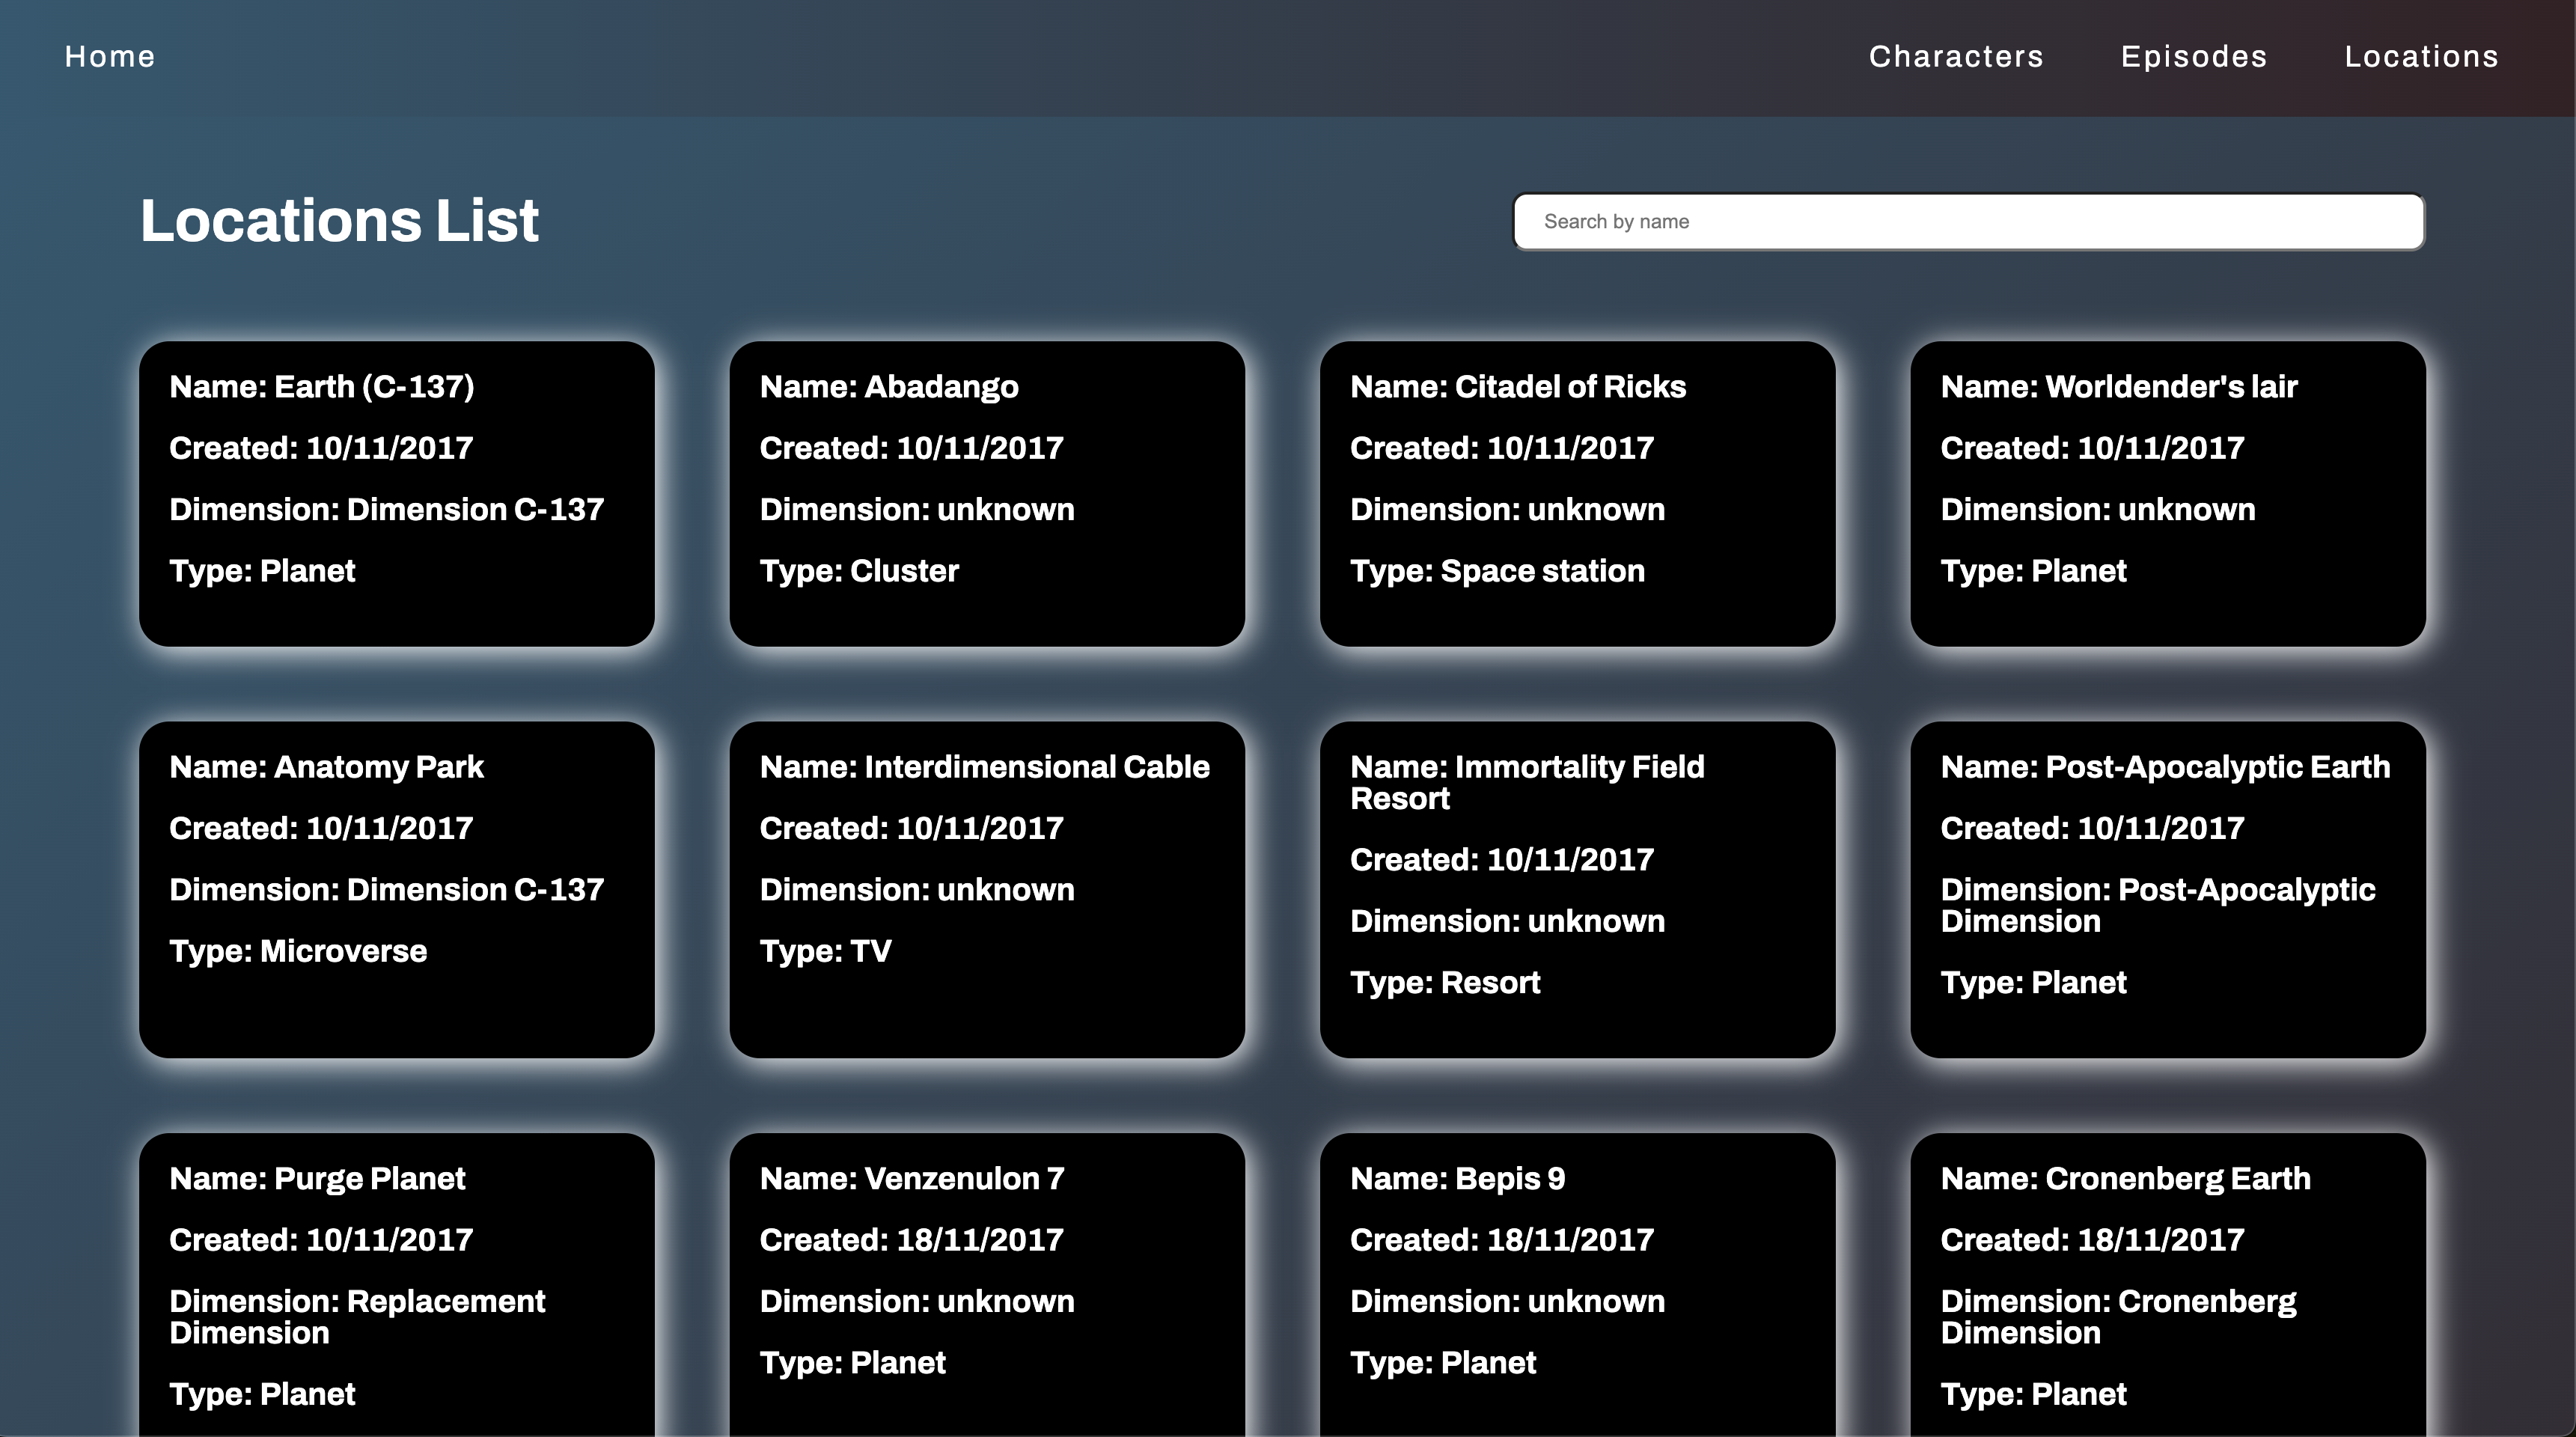 Home
Characters
Episodes
Locations
Locations List
Search by name
Name: Earth (C-137)
Created: 10/11/2017
Dimension: Dimension C-137
Type: Planet
Name: Abadango
Created: 10/11/2017
Dimension: unknown
Type: Cluster
Name: Citadel of Ricks
Created: 10/11/2017
Dimension: unknown
Type: Space station
Name: Worldender's lair
Created: 10/11/2017
Dimension: unknown
Type: Planet
Name: Anatomy Park
Created: 10/11/2017
Dimension: Dimension C-137
Type: Microverse
Name: Interdimensional Cable
Created: 10/11/2017
Dimension: unknown
Type: TV
Name: Immortality Field
Resort
Created: 10/11/2017
Dimension: unknown
Type: Resort
Name: Post-Apocalyptic Earth
Created: 10/11/2017
Dimension: Post-Apocalyptic
Dimension
Type: Planet
Name: Purge Planet
Created: 10/11/2017
Dimension: Replacement
Dimension
Type: Planet
Name: Venzenulon 7
Created: 18/11/2017
Dimension: unknown
Type: Planet
Name: Bepis 9
Created: 18/11/2017
Dimension: unknown
Type: Planet
Name: Cronenberg Earth
Created: 18/11/2017
Dimension: Cronenberg
Dimension
Type: Planet